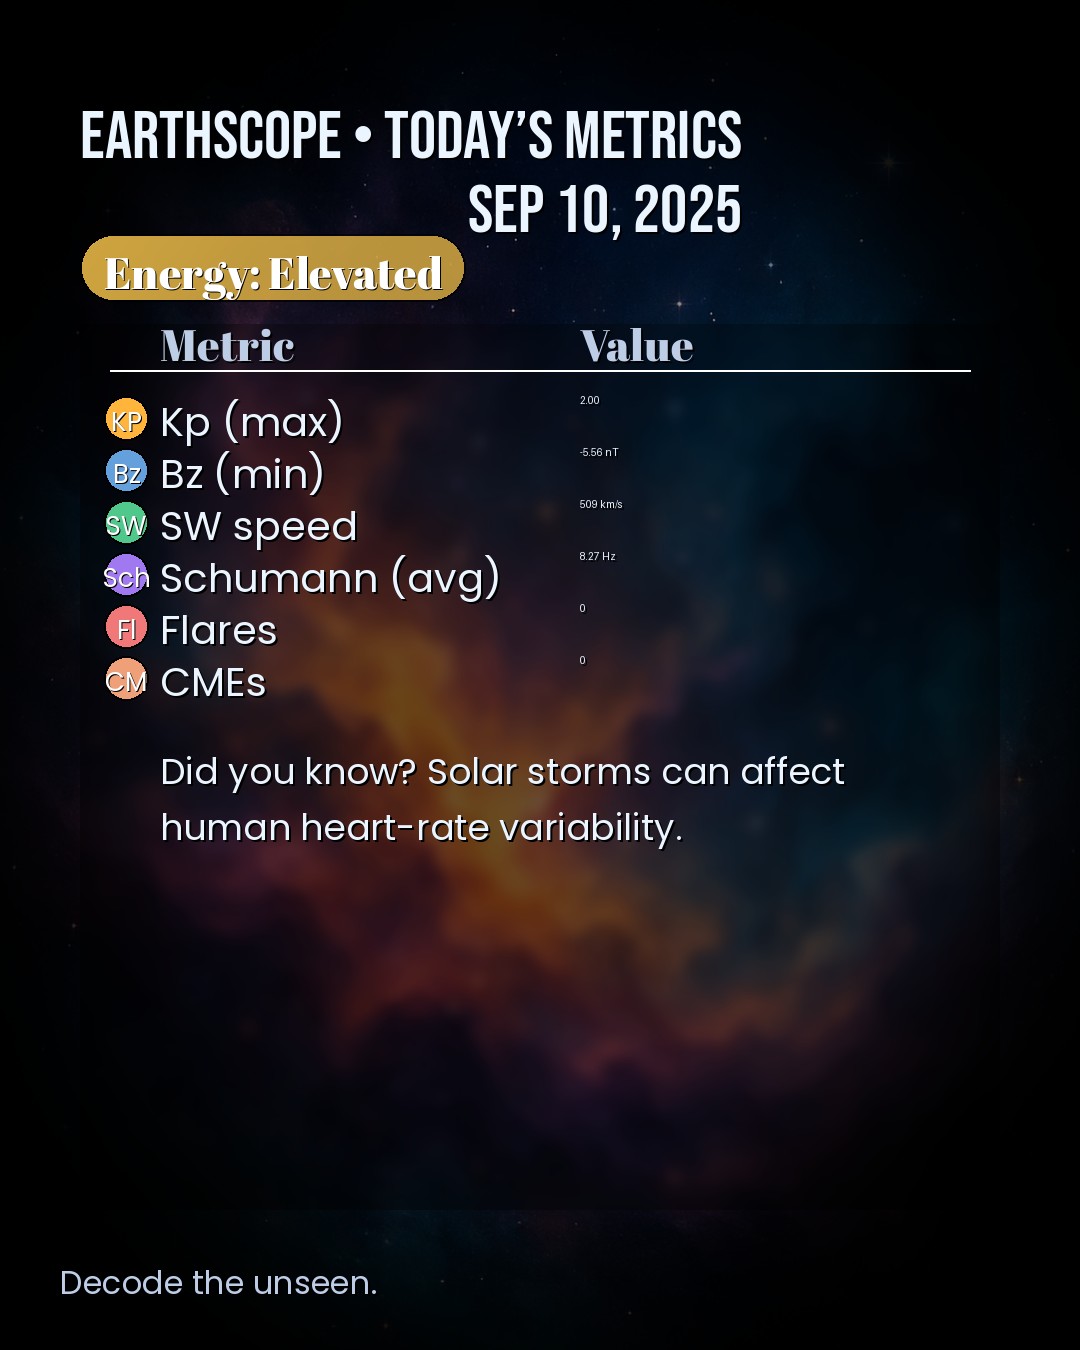 EARTHSCOPE • TODAY’S METRICS
SEP 10, 2025
Energy: Elevated
Metric Value
KP Kp (max) 2.00
Bz Bz (min) -5.56 nT
SW SW speed 509 km/s
Sch Schumann (avg) 8.27 Hz
Fl Flares 0
CM CMEs 0
Did you know? Solar storms can affect
human heart-rate variability.
Decode the unseen.